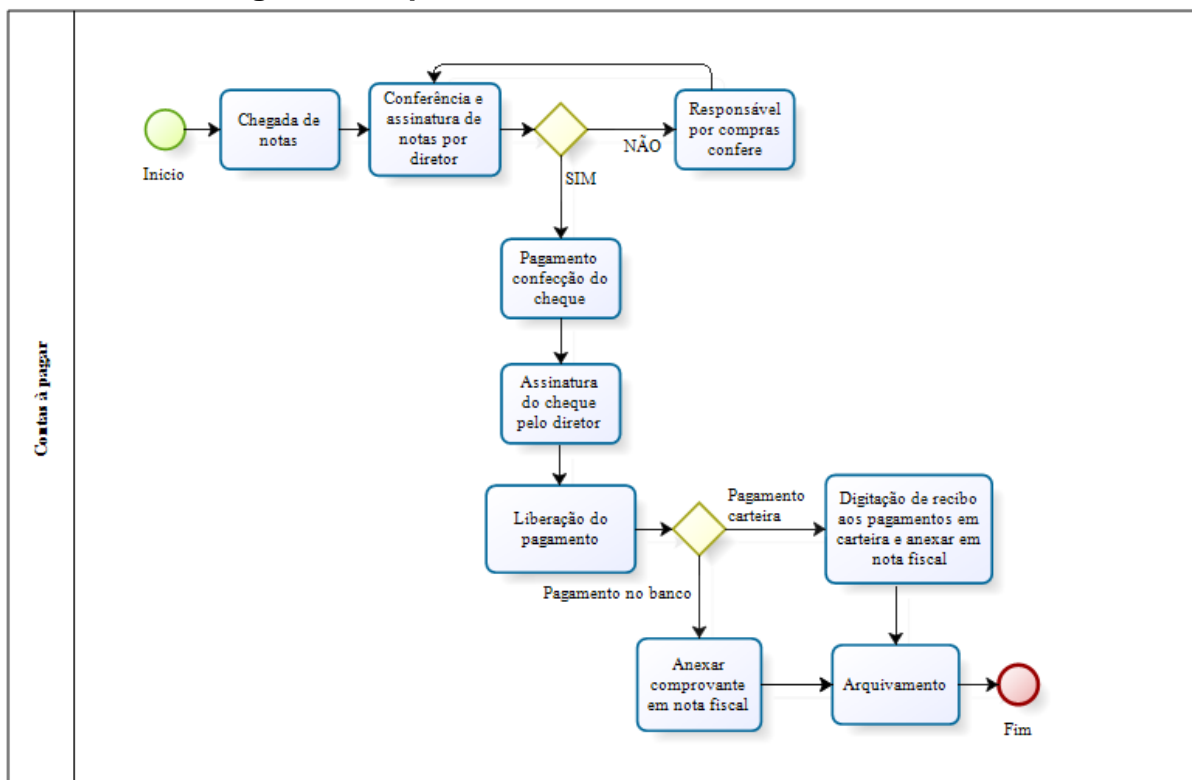 Contas à pagar
Inicio
Chegada de
notas
Conferência e
assinatura de
notas por
diretor
NÃO
Responsável
por compras
confere
SIM
Pagamento
confecção do
cheque
Assinatura
do cheque
pelo diretor
Liberação do
pagamento
Pagamento
carteira
Digitação de recibo
aos pagamentos em
carteira e anexar em
nota fiscal
Pagamento no banco
Anexar
comprovante
em nota fiscal
Arquivamento
Fim